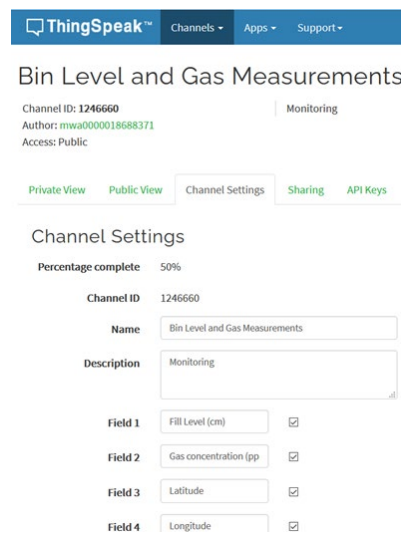 ThingSpeak™ Channels Apps Support
Bin Level and Gas Measurements
Channel ID: 1246660 Monitoring
Author: mwa0000018688371
Access: Public
Private View Public View Channel Settings Sharing API Keys
Channel Settings
Percentage complete 50%
Channel ID 1246660
Name Bin Level and Gas Measurements
Description Monitoring
Field 1 Fill Level (cm)
Field 2 Gas concentration (pp
Field 3 Latitude
Field 4 Longitude